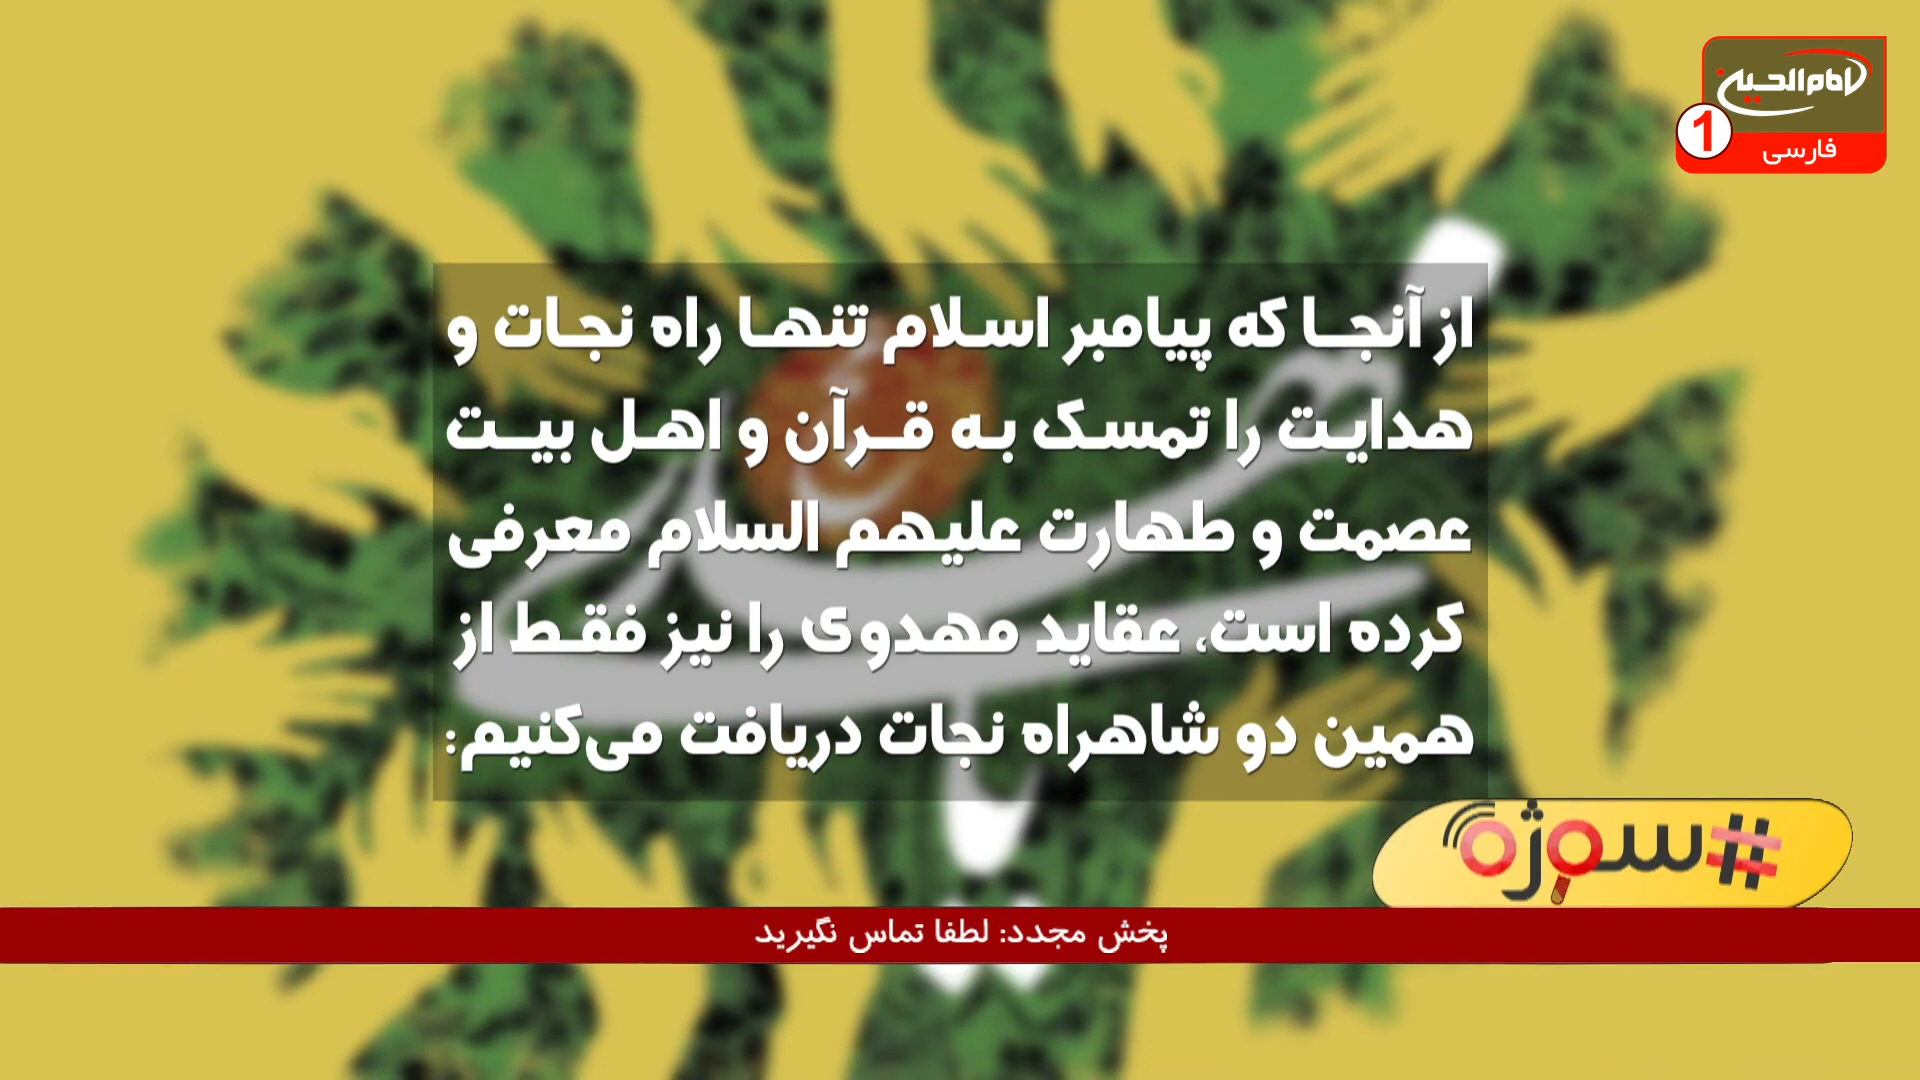 امام الحسین
1
فارسی
از آنجا که پیامبر اسلام تنها راه نجات و
هدایت را تمسک به قرآن و اهل بیت
عصمت و طهارت علیهم السلام معرفی
کرده است، عقاید مهدوی را نیز فقط از
همین دو شاهراه نجات دریافت می‌کنیم:
#سوژه
پخش مجدد: لطفا تماس نگیرید